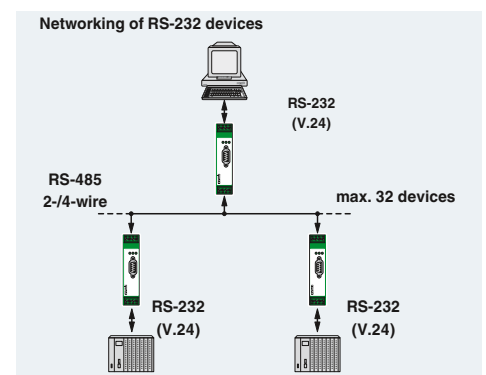 Networking of RS-232 devices
RS-232
(V.24)
RS-485
2-/4-wire
max. 32 devices
RS-232
(V.24)
RS-232
(V.24)